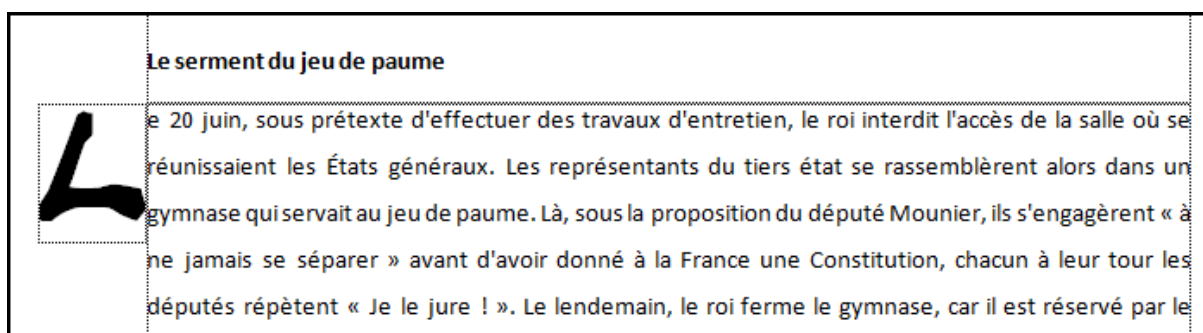 Le serment du jeu de paume
Le 20 juin, sous prétexte d'effectuer des travaux d'entretien, le roi interdit l'accès de la salle où se
réunissaient les États généraux. Les représentants du tiers état se rassemblèrent alors dans un
gymnase qui servait au jeu de paume. Là, sous la proposition du député Mounier, ils s'engagèrent « à
ne jamais se séparer » avant d'avoir donné à la France une Constitution, chacun à leur tour les
députés répètent « Je le jure ! ». Le lendemain, le roi ferme le gymnase, car il est réservé par le